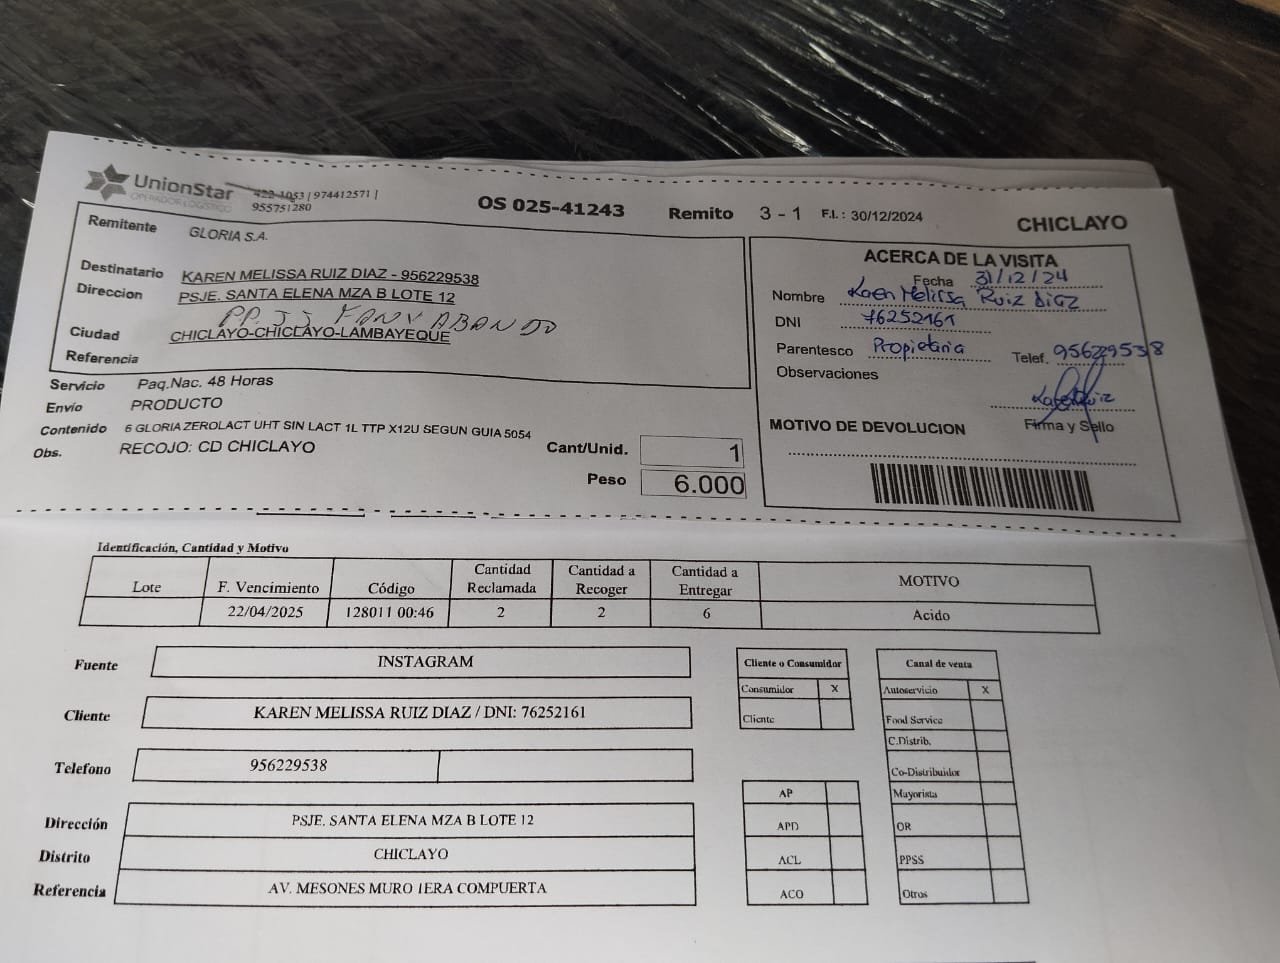 UnionStar 422-1053 | 974412571 |
OPERADOR LOGISTICO 955751280
OS 025-41243 Remito 3 - 1 F.I. : 30/12/2024 CHICLAYO
Remitente GLORIA S.A.
Destinatario KAREN MELISSA RUIZ DIAZ - 956229538
Direccion PSJE. SANTA ELENA MZA B LOTE 12
PP. JJ
Ciudad CHICLAYO-CHICLAYO-LAMBAYEQUE
Referencia
Servicio Paq.Nac. 48 Horas
Envío PRODUCTO
Contenido 6 GLORIA ZEROLACT UHT SIN LACT 1L TTP X12U SEGUN GUIA 5054
Obs. RECOJO: CD CHICLAYO
Cant/Unid. 1
Peso 6.000
ACERCA DE LA VISITA
Fecha 31/12/24
Nombre Karen Melissa Ruiz diaz
DNI 76252161
Parentesco Propietaria Telef. 956229538
Observaciones
Firma y Sello
MOTIVO DE DEVOLUCION
Identificación, Cantidad y Motivo
Lote F. Vencimiento Código Cantidad Reclamada Cantidad a Recoger Cantidad a Entregar MOTIVO
22/04/2025 128011 00:46 2 2 6 Acido
Fuente INSTAGRAM
Cliente KAREN MELISSA RUIZ DIAZ / DNI: 76252161
Telefono 956229538
Dirección PSJE. SANTA ELENA MZA B LOTE 12
Distrito CHICLAYO
Referencia AV. MESONES MURO 1ERA COMPUERTA
Cliente o Consumidor
Consumidor X
Cliente
AP
APD
ACL
ACO
Canal de venta
Autoservicio X
Food Service
C.Distrib.
Co-Distribuidor
Mayorista
OR
PPSS
Otros